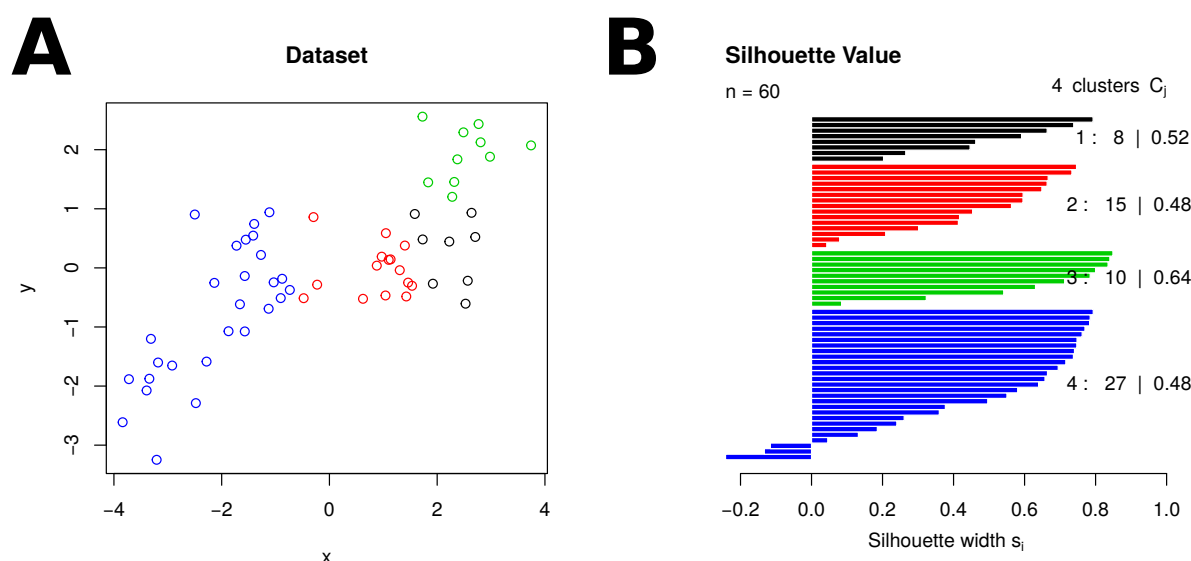 A
Dataset
2
1
0
−1
−2
−3
y
−4 −2 0 2 4
x
B
Silhouette Value
n = 60
4 clusters Cj
1 : 8 | 0.52
2 : 15 | 0.48
3 : 10 | 0.64
4 : 27 | 0.48
−0.2 0.0 0.2 0.4 0.6 0.8 1.0
Silhouette width si